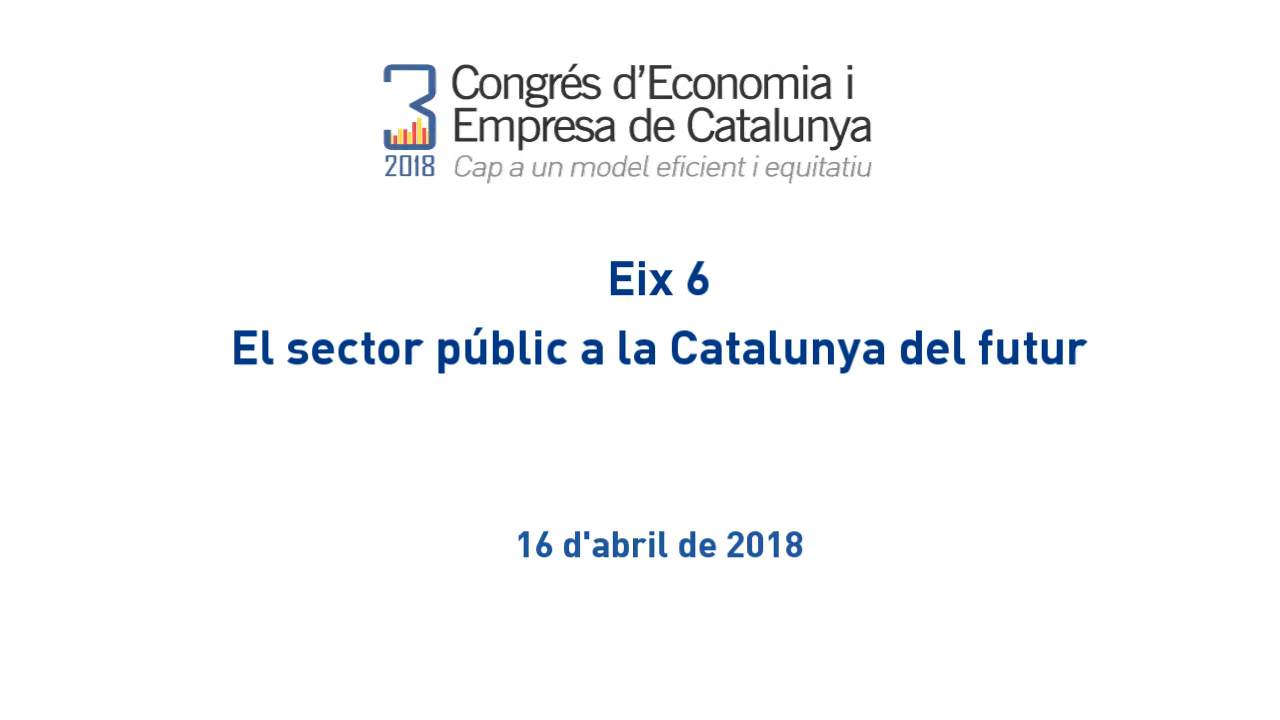 3 Congrés d'Economia i
Empresa de Catalunya
2018 Cap a un model eficient i equitatiu
Eix 6
El sector públic a la Catalunya del futur
16 d'abril de 2018